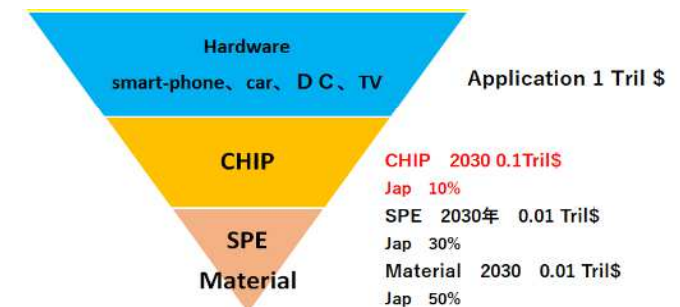 Hardware
smart-phone、car、ＤＣ、TV
Application 1 Tril $
CHIP
CHIP 2030 0.1Tril$
Jap 10%
SPE
SPE 2030年 0.01 Tril$
Jap 30%
Material
Material 2030 0.01 Tril$
Jap 50%